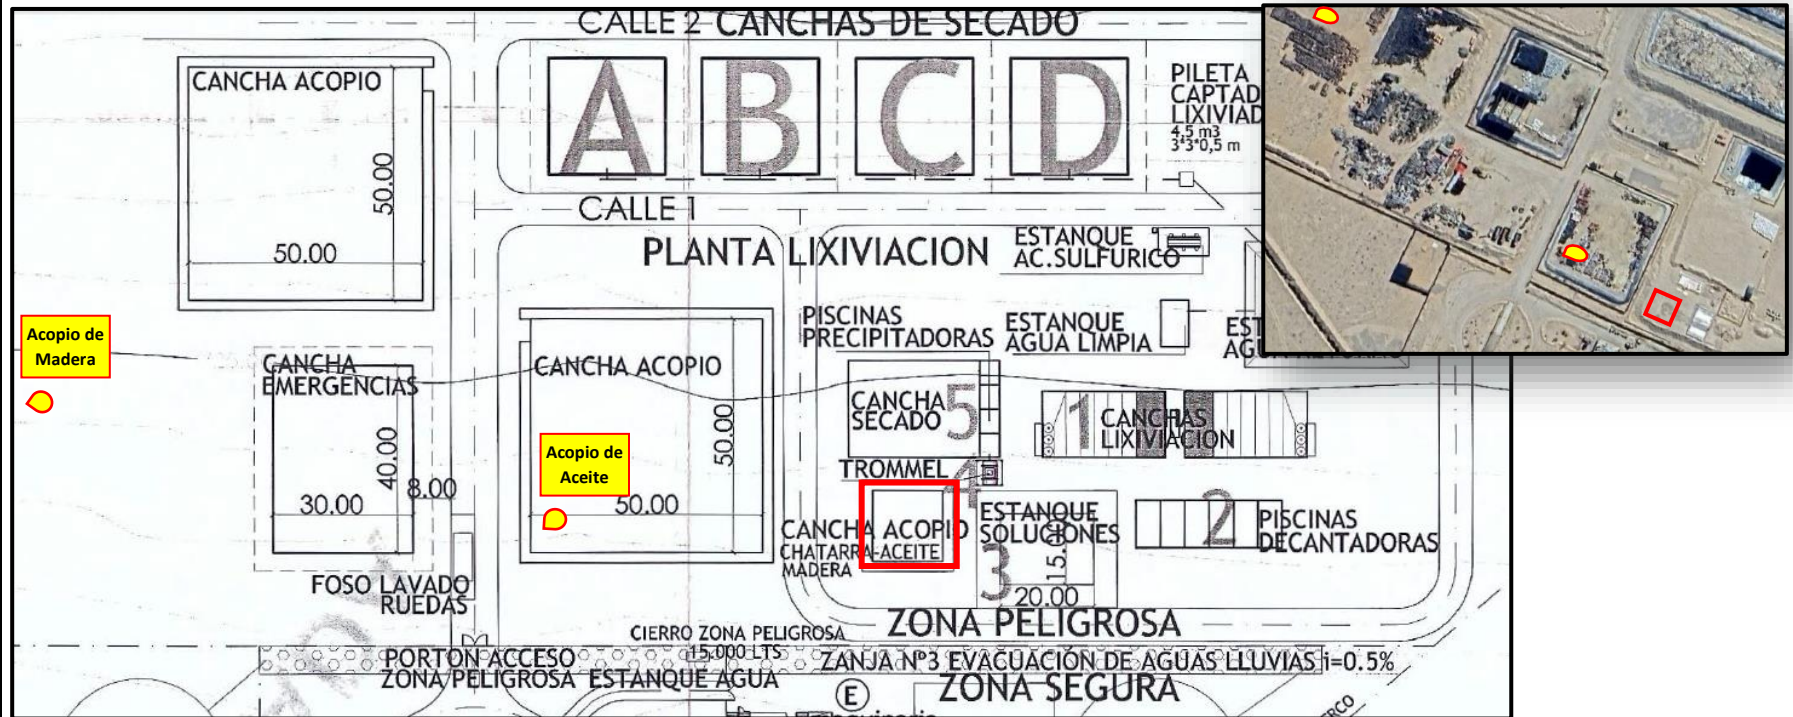 CALLE 2 CANCHAS DE SECADO
CANCHA ACOPIO
50.00
50.00
A
B
C
D
PILETA
CAPTAD
LIXIVIAD
4,5 m3
3*3*0,5 m
CALLE 1
PLANTA LIXIVIACION
ESTANQUE
AC.SULFURICO
Acopio de
Madera
CANCHA
EMERGENCIAS
40.00
30.00
8.00
FOSO LAVADO
RUEDAS
CANCHA ACOPIO
50.00
Acopio de
Aceite
50.00
PISCINAS
PRECIPITADORAS
ESTANQUE
AGUA LIMPIA
EST
CANCHA
SECADO
5
1
CANCHAS
LIXIVIACION
TROMMEL
4
CANCHA ACOPIO
CHATARRA-ACEITE
MADERA
ESTANQUE
SOLUCIONES
3
15.00
20.00
2
PISCINAS
DECANTADORAS
ZONA PELIGROSA
CIERRO ZONA PELIGROSA
15.000 LTS
PORTON ACCESO
ZONA PELIGROSA
ESTANQUE AGUA
ZANJA Nº3 EVACUACIÓN DE AGUAS LLUVIAS i=0.5%
E
ZONA SEGURA